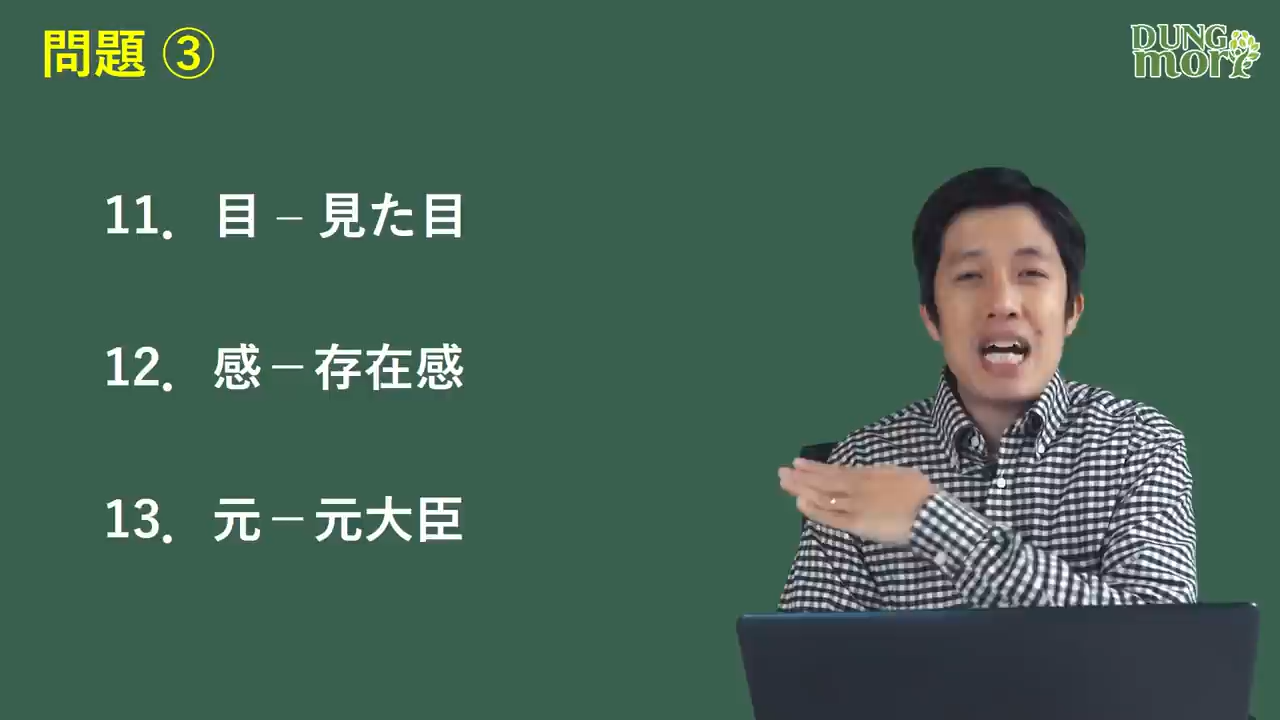 問題 ③
DUNG
mori
11. 目 – 見た目
12. 感 – 存在感
13. 元 – 元大臣